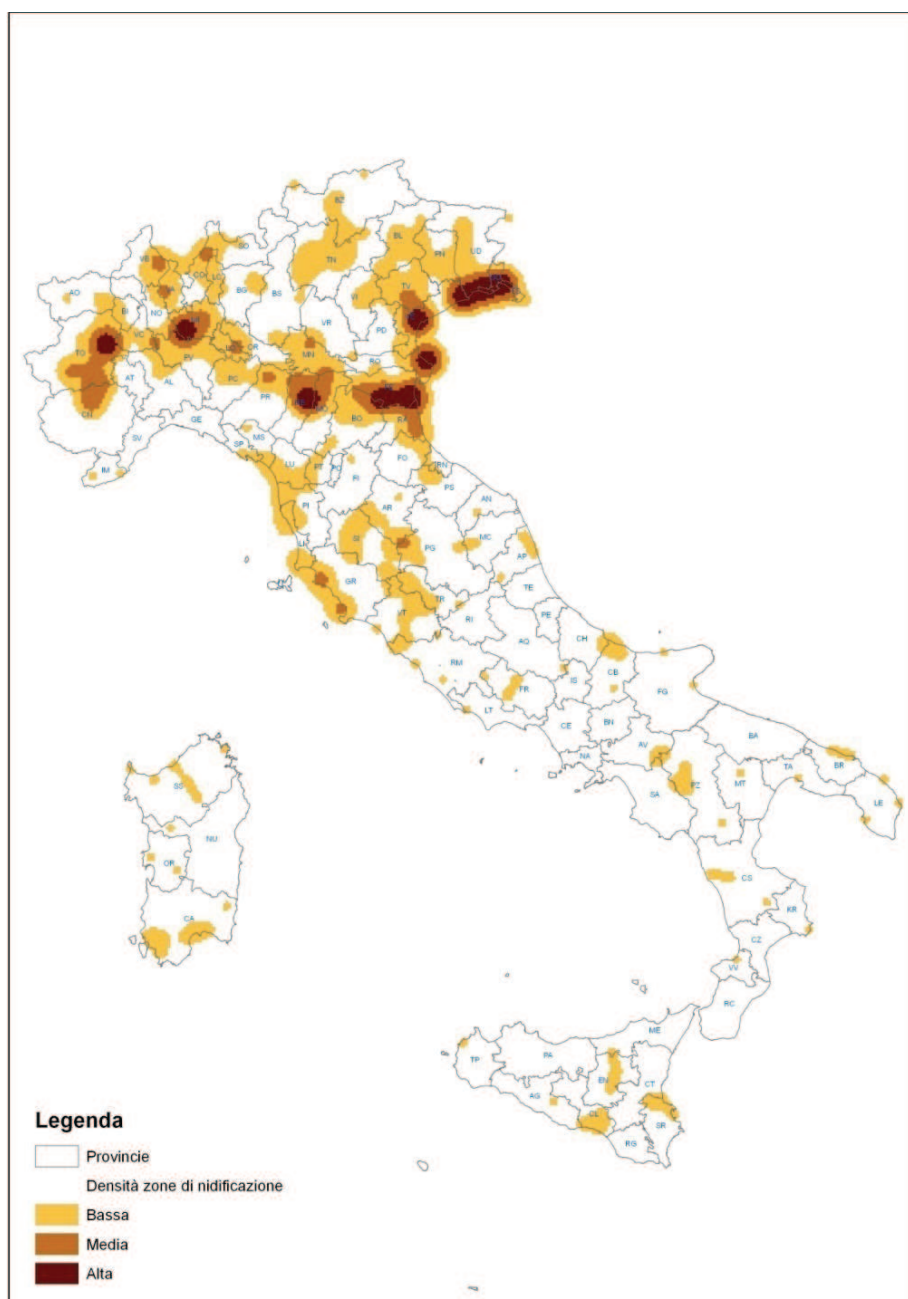 BZ
SO
BL
UD
VB
TN
PN
CO
LC
AO
BG
BS
TV
VI
BI
NO
VR
PD
VC
TO
CR
MN
RO
PV
PC
AT
AL
PR
CN
BO
RA
GE
MS
SV
SP
LU
PT
PO
FO
RN
IM
FI
PS
PI
AR
AN
LI
SI
MC
PG
AP
GR
TE
TR
VT
RI
PE
CH
AQ
RM
CB
IS
FR
FG
LT
CE
BN
BA
AV
NA
TA
BR
PZ
MT
SS
SA
LE
NU
OR
CS
KR
CA
CZ
VV
RC
ME
PA
TP
EN
CT
AG
CL
SR
RG
Legenda
Provincie
Densità zone di nidificazione
Bassa
Media
Alta